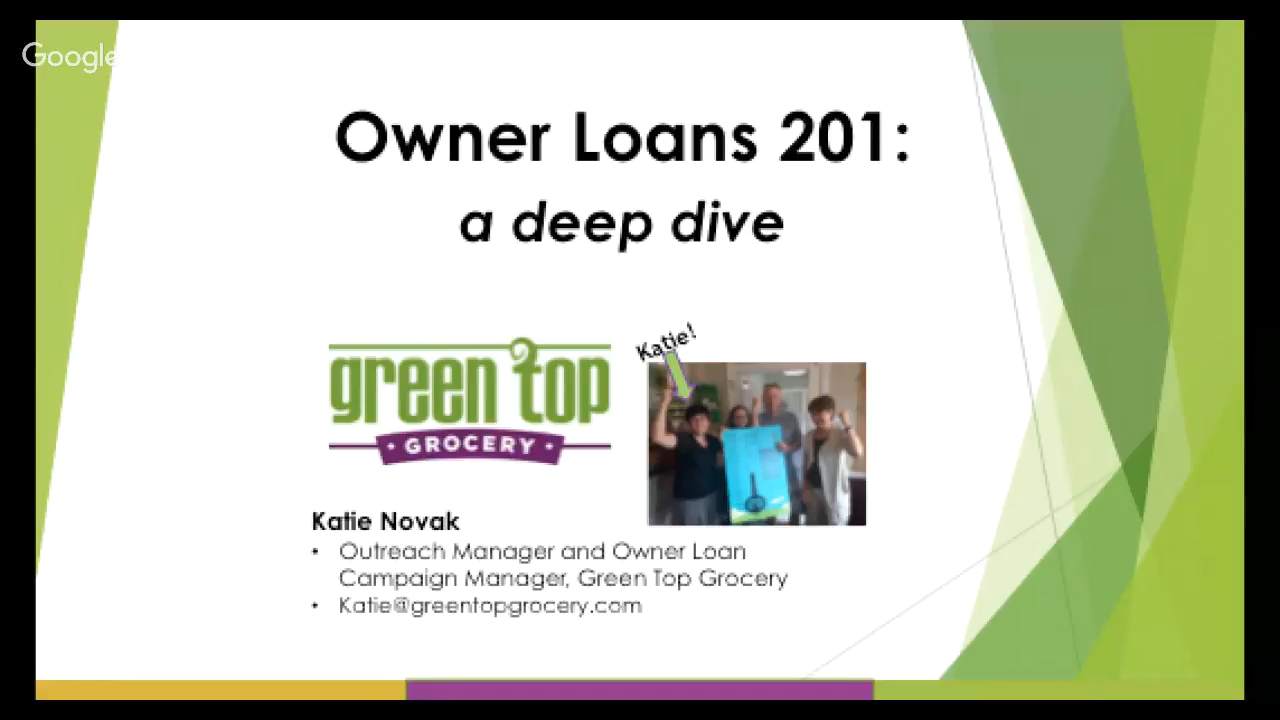 Google
Owner Loans 201:
a deep dive
Katie!
green top
• GROCERY •
Katie Novak
• Outreach Manager and Owner Loan
Campaign Manager, Green Top Grocery
• Katie@greentopgrocery.com